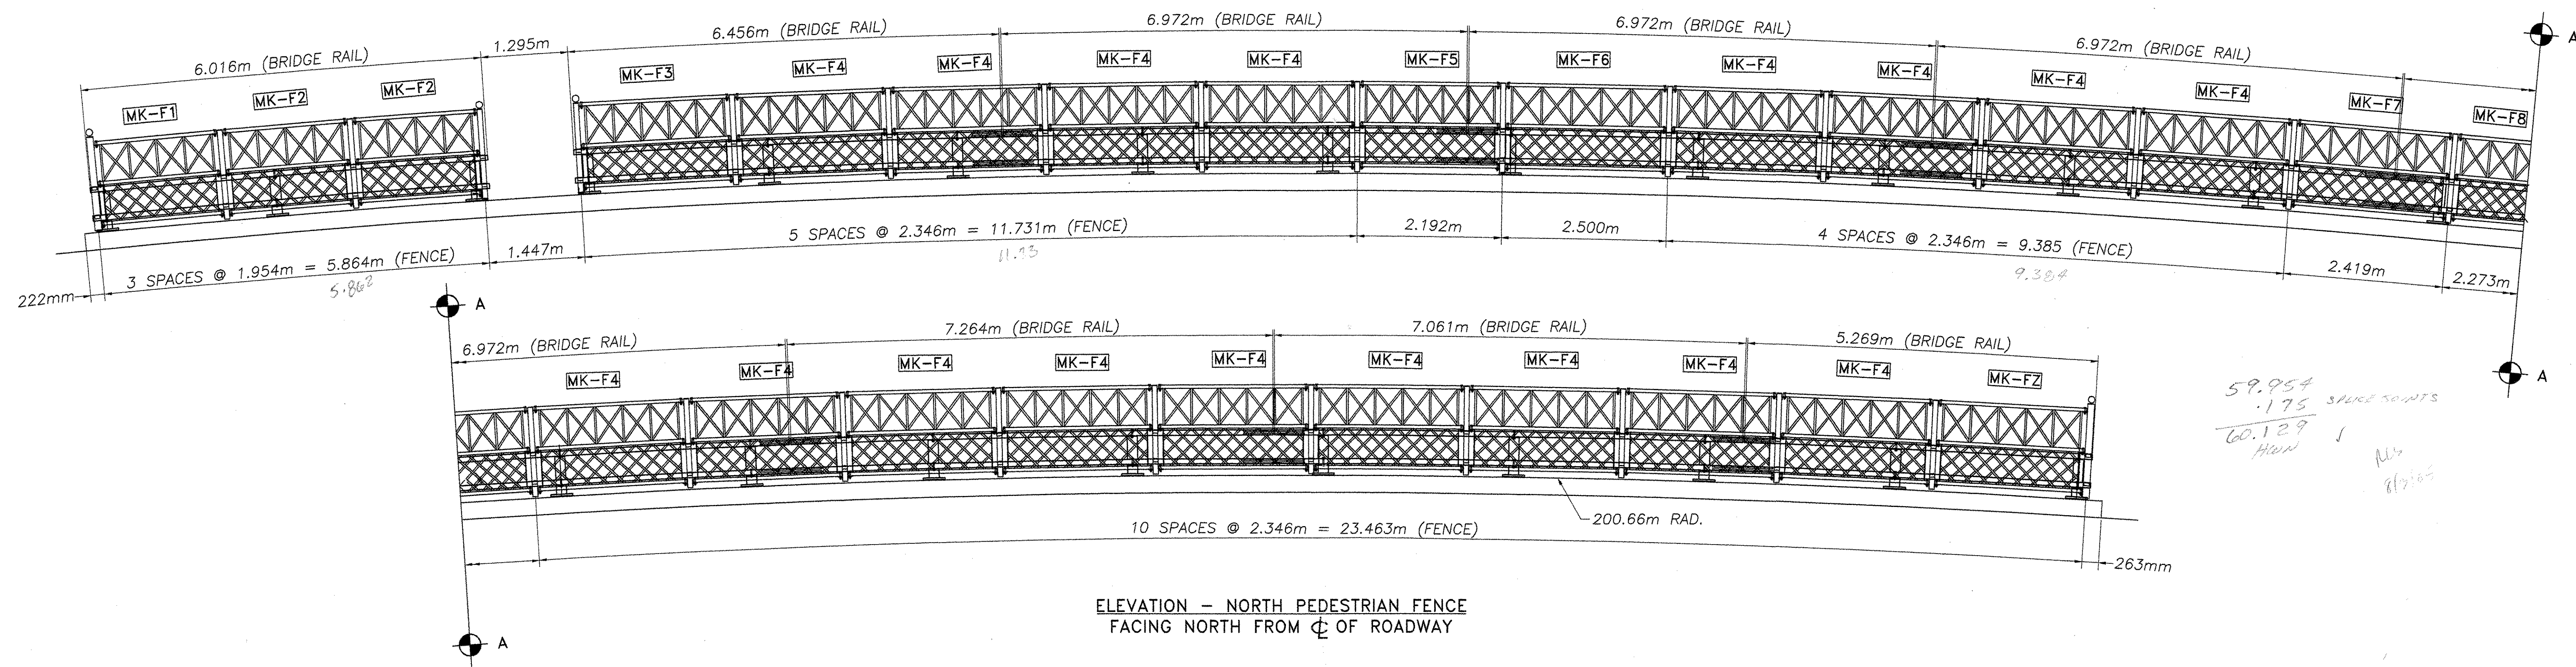 6.016m (BRIDGE RAIL)
1.295m
6.456m (BRIDGE RAIL)
6.972m (BRIDGE RAIL)
6.972m (BRIDGE RAIL)
6.972m (BRIDGE RAIL)
A
MK-F1
MK-F2
MK-F2
MK-F3
MK-F4
MK-F4
MK-F4
MK-F4
MK-F5
MK-F6
MK-F4
MK-F4
MK-F4
MK-F4
MK-F7
MK-F8
222mm
3 SPACES @ 1.954m = 5.864m (FENCE)
5.862
1.447m
5 SPACES @ 2.346m = 11.731m (FENCE)
11.73
2.192m
2.500m
4 SPACES @ 2.346m = 9.385 (FENCE)
9.384
2.419m
2.273m
A
A
6.972m (BRIDGE RAIL)
7.264m (BRIDGE RAIL)
7.061m (BRIDGE RAIL)
5.269m (BRIDGE RAIL)
MK-F4
MK-F4
MK-F4
MK-F4
MK-F4
MK-F4
MK-F4
MK-F4
MK-F4
MK-FZ
59.954
.175 SPLICE JOINTS
60.129
200.66m RAD.
10 SPACES @ 2.346m = 23.463m (FENCE)
263mm
A
ELEVATION - NORTH PEDESTRIAN FENCE
FACING NORTH FROM ℄ OF ROADWAY